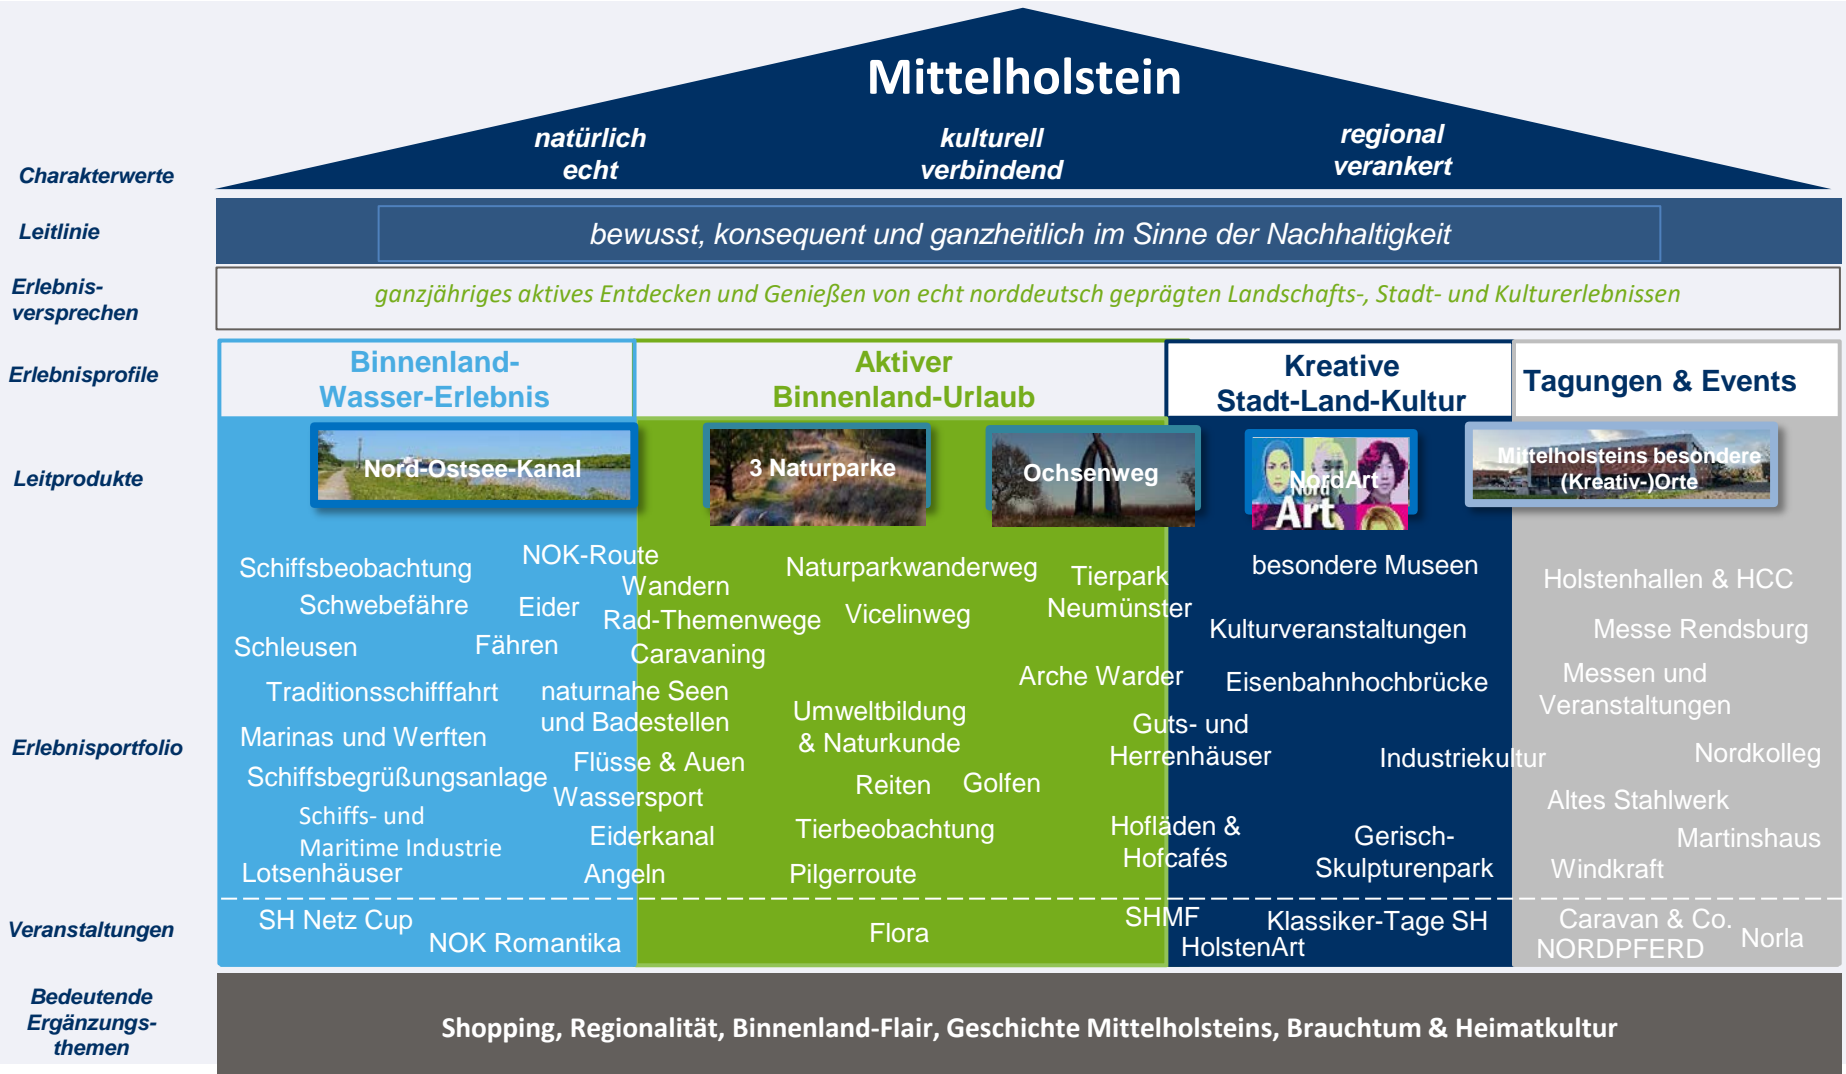 Mittelholstein
natürlich
echt
kulturell
verbindend
regional
verankert
Charakterwerte
Leitlinie
bewusst, konsequent und ganzheitlich im Sinne der Nachhaltigkeit
Erlebnis-
versprechen
ganzjähriges aktives Entdecken und Genießen von echt norddeutsch geprägten Landschafts-, Stadt- und Kulturerlebnissen
Erlebnisprofile
Binnenland-
Wasser-Erlebnis
Aktiver
Binnenland-Urlaub
Kreative
Stadt-Land-Kultur
Tagungen & Events
Leitprodukte
Nord-Ostsee-Kanal
3 Naturparke
Ochsenweg
NordArt
Nord
Art
Mittelholsteins besondere
(Kreativ-)Orte
Erlebnisportfolio
Schiffsbeobachtung
NOK-Route
Schwebefähre
Eider
Schleusen
Fähren
Traditionsschifffahrt
Marinas und Werften
Schiffsbegrüßungsanlage
Schiffs- und
Maritime Industrie
Lotsenhäuser
Wandern
Rad-Themenwege
Caravaning
naturnahe Seen
und Badestellen
Flüsse & Auen
Wassersport
Eiderkanal
Angeln
Naturparkwanderweg
Vicelinweg
Umweltbildung
& Naturkunde
Reiten
Golfen
Tierbeobachtung
Pilgerroute
Tierpark
Neumünster
Arche Warder
Guts- und
Herrenhäuser
Hofläden &
Hofcafés
besondere Museen
Kulturveranstaltungen
Eisenbahnhochbrücke
Industriekultur
Gerisch-
Skulpturenpark
Holstenhallen & HCC
Messe Rendsburg
Messen und
Veranstaltungen
Nordkolleg
Altes Stahlwerk
Martinshaus
Windkraft
Veranstaltungen
SH Netz Cup
NOK Romantika
Flora
SHMF
HolstenArt
Klassiker-Tage SH
Caravan & Co.
NORDPFERD
Norla
Bedeutende
Ergänzungs-
themen
Shopping, Regionalität, Binnenland-Flair, Geschichte Mittelholsteins, Brauchtum & Heimatkultur